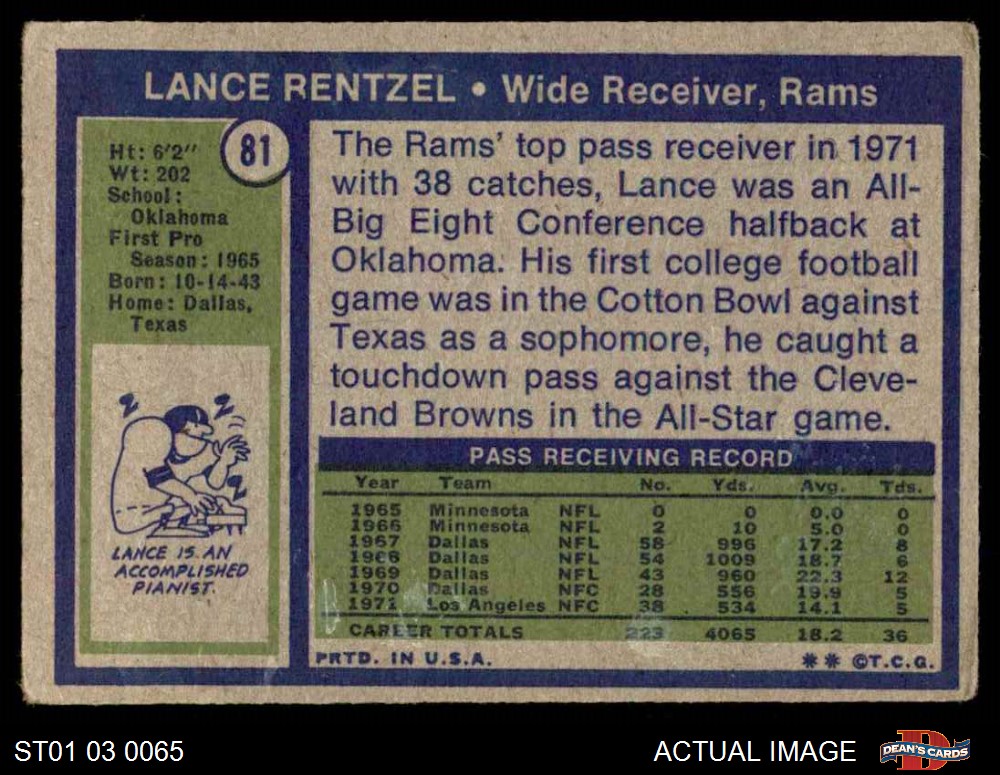 LANCE RENTZEL • Wide Receiver, Rams
81
Ht: 6'2"
Wt: 202
School:
Oklahoma
First Pro
Season: 1965
Born: 10-14-43
Home: Dallas,
Texas
Z Z
Z
LANCE IS AN
ACCOMPLISHED
PIANIST.
The Rams' top pass receiver in 1971
with 38 catches, Lance was an All-
Big Eight Conference halfback at
Oklahoma. His first college football
game was in the Cotton Bowl against
Texas as a sophomore, he caught a
touchdown pass against the Cleve-
land Browns in the All-Star game.
PASS RECEIVING RECORD
Year Team No. Yds. Avg. Tds.
1965 Minnesota NFL 0 0 0.0 0
1966 Minnesota NFL 2 10 5.0 0
1967 Dallas NFL 58 996 17.2 8
1968 Dallas NFL 54 1009 18.7 6
1969 Dallas NFL 43 960 22.3 12
1970 Dallas NFC 28 556 19.9 5
1971 Los Angeles NFC 38 534 14.1 5
CAREER TOTALS 223 4065 18.2 36
PRTD. IN U.S.A. ** ©T.C.G.
ST01 03 0065
ACTUAL IMAGE
D
DEAN'S CARDS